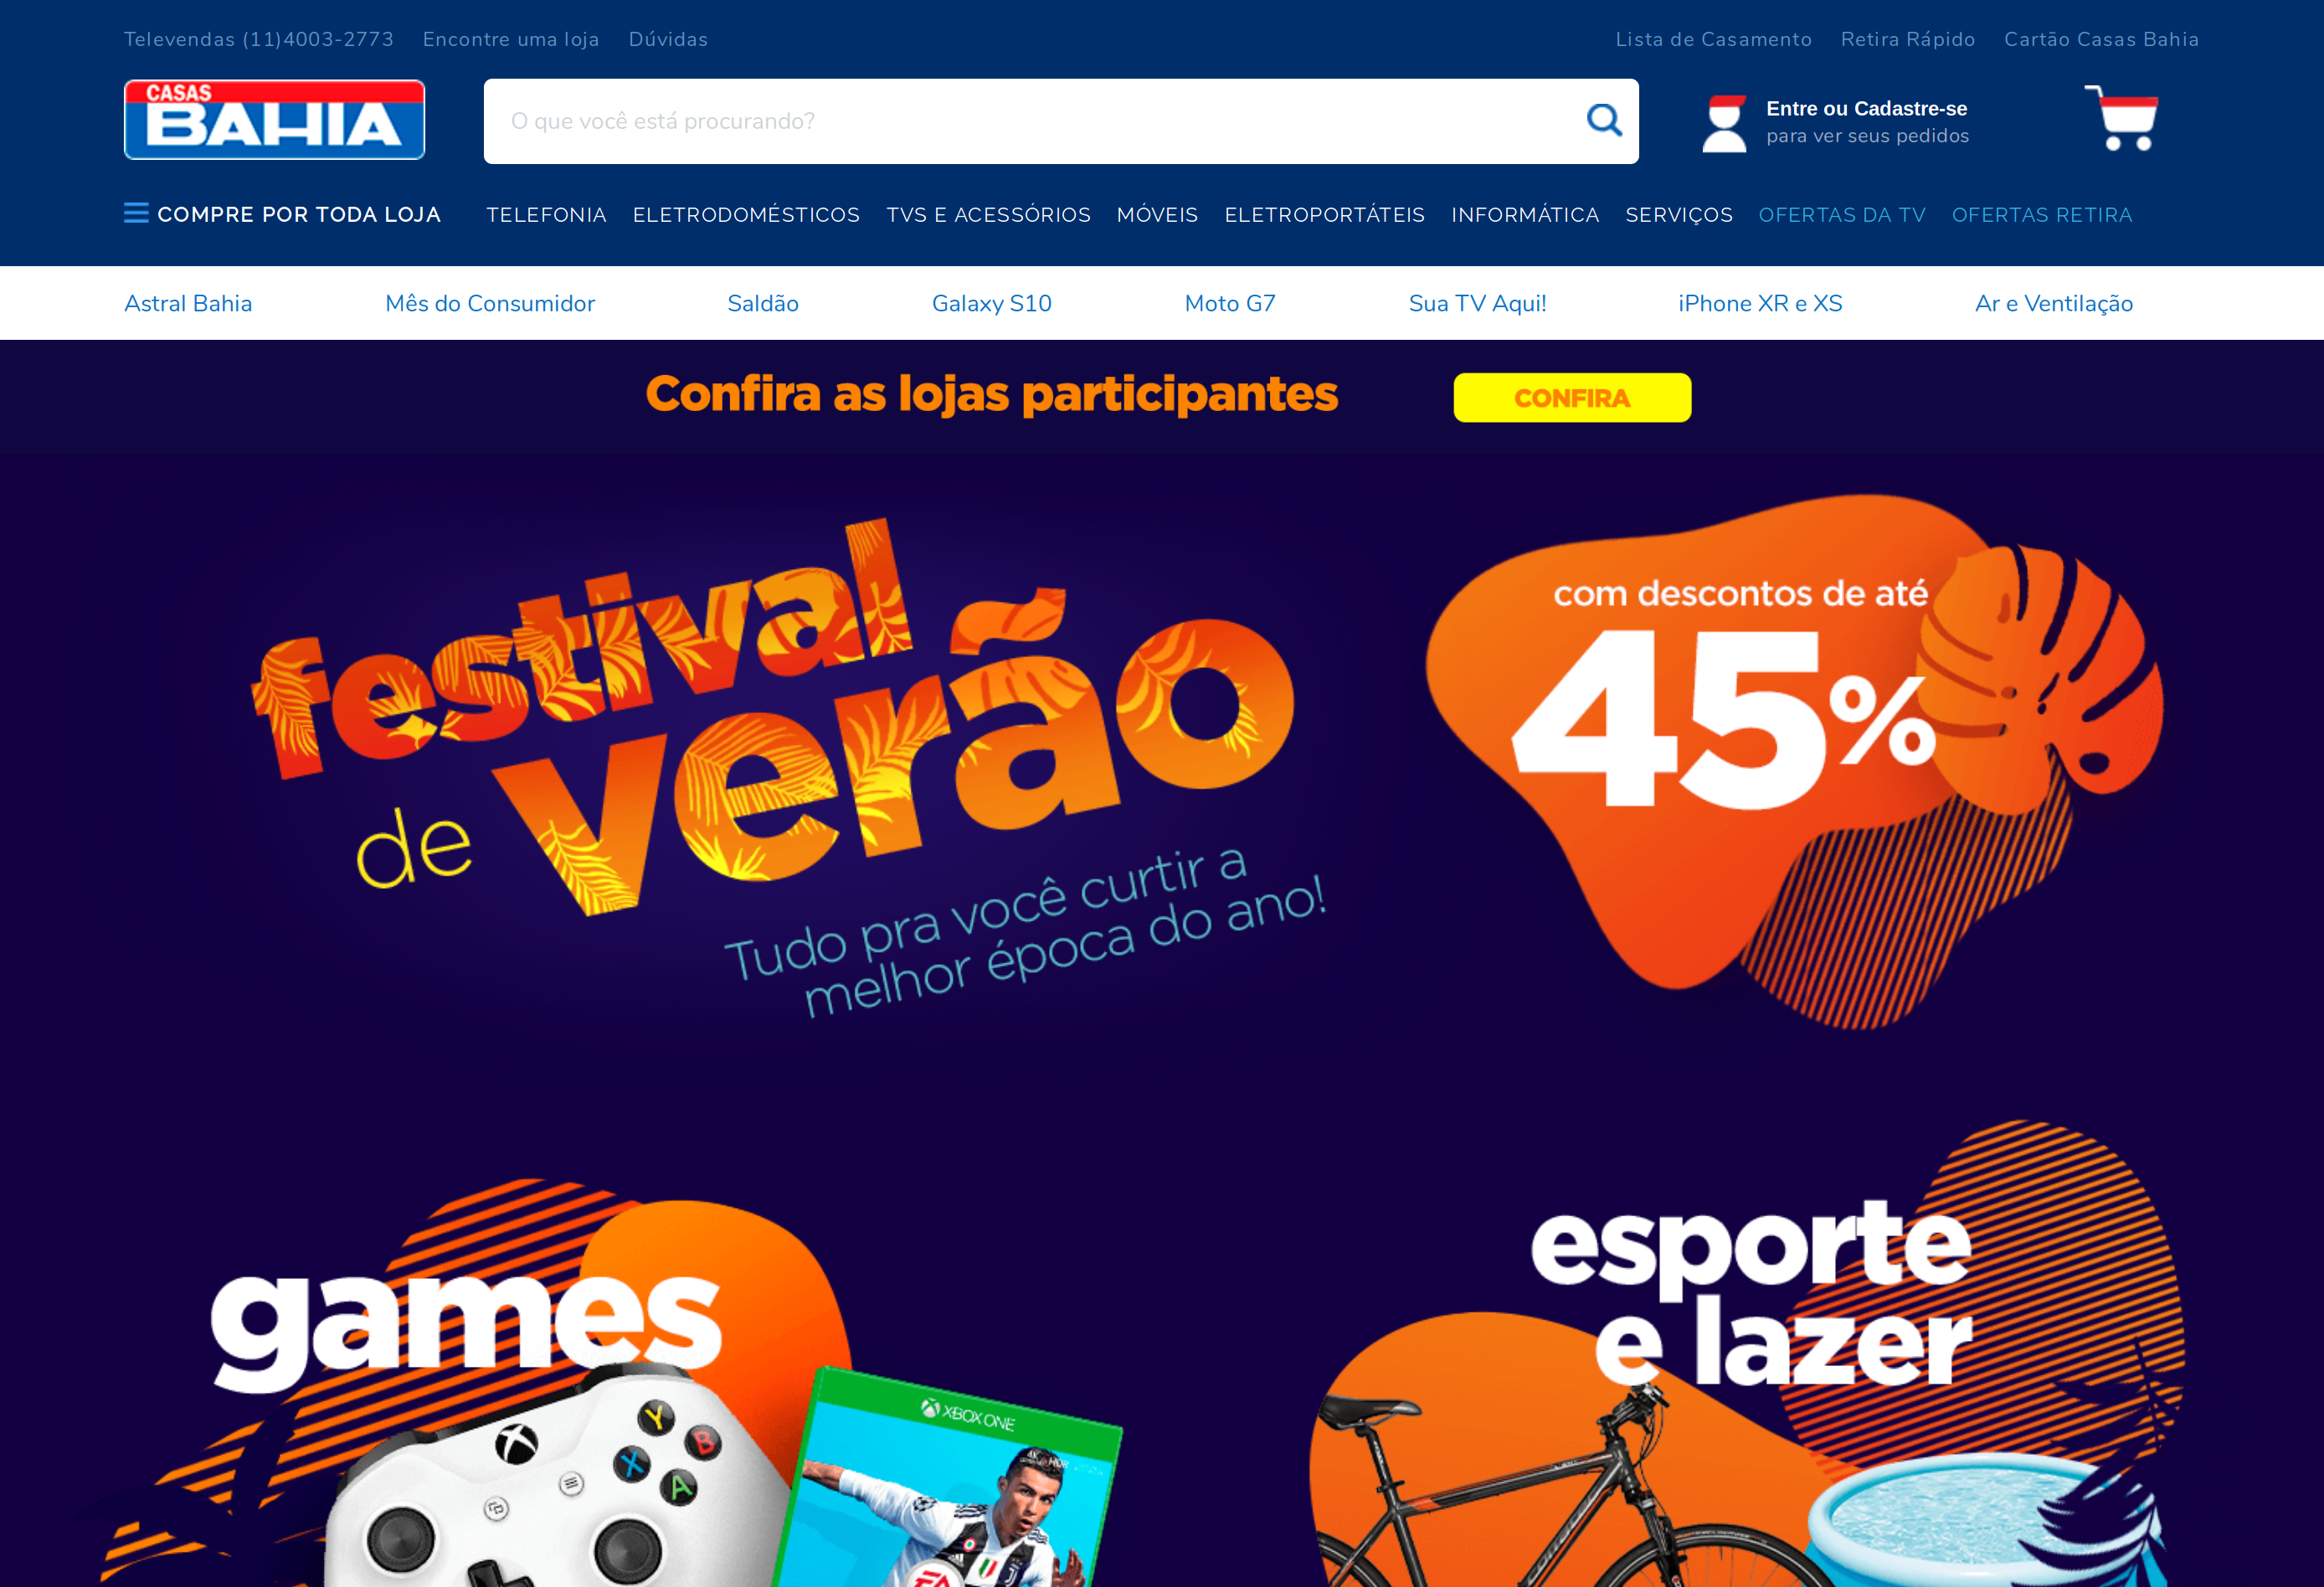 Televendas (11)4003-2773 Encontre uma loja Dúvidas Lista de Casamento Retira Rápido Cartão Casas Bahia
CASAS
BAHIA
O que você está procurando?
Entre ou Cadastre-se
para ver seus pedidos
COMPRE POR TODA LOJA TELEFONIA ELETRODOMÉSTICOS TVS E ACESSÓRIOS MÓVEIS ELETROPORTÁTEIS INFORMÁTICA SERVIÇOS OFERTAS DA TV OFERTAS RETIRA
Astral Bahia Mês do Consumidor Saldão Galaxy S10 Moto G7 Sua TV Aqui! iPhone XR e XS Ar e Ventilação
Confira as lojas participantes CONFIRA
festival
de verão
Tudo pra você curtir a
melhor época do ano!
com descontos de até
45%
games
esporte
e lazer
Y
B
X
A
XBOX ONE
EA